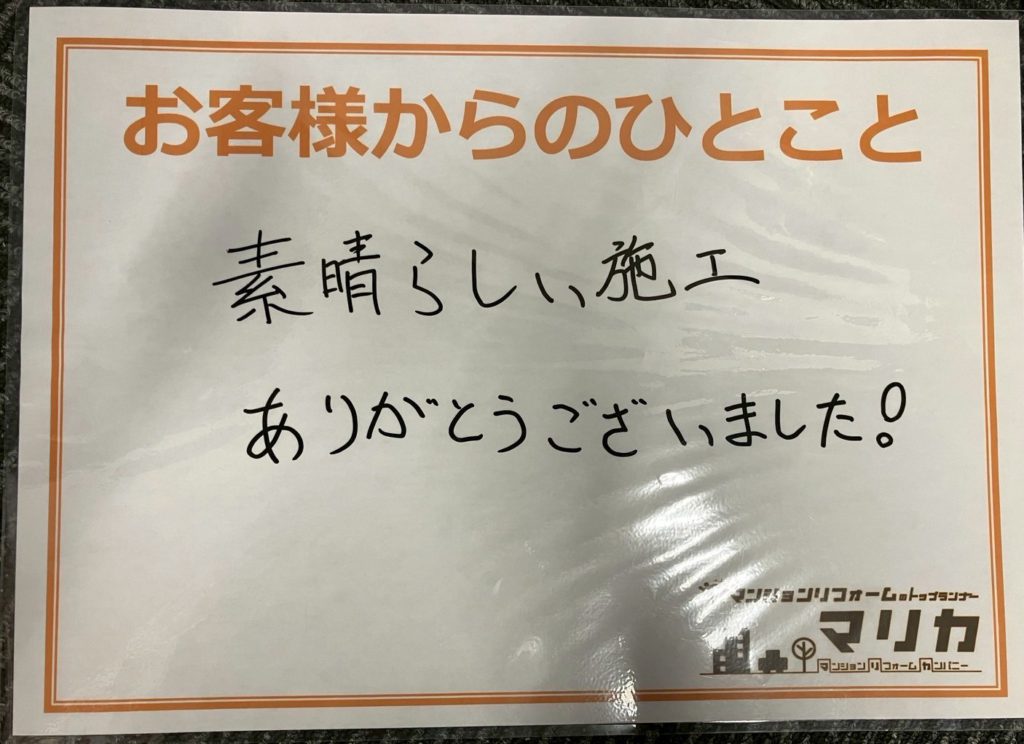 お客様からのひとこと
素晴らしい施工
ありがとうございました!
マンションリフォームのトップランナー
マリカ
マンションリフォームカンパニー